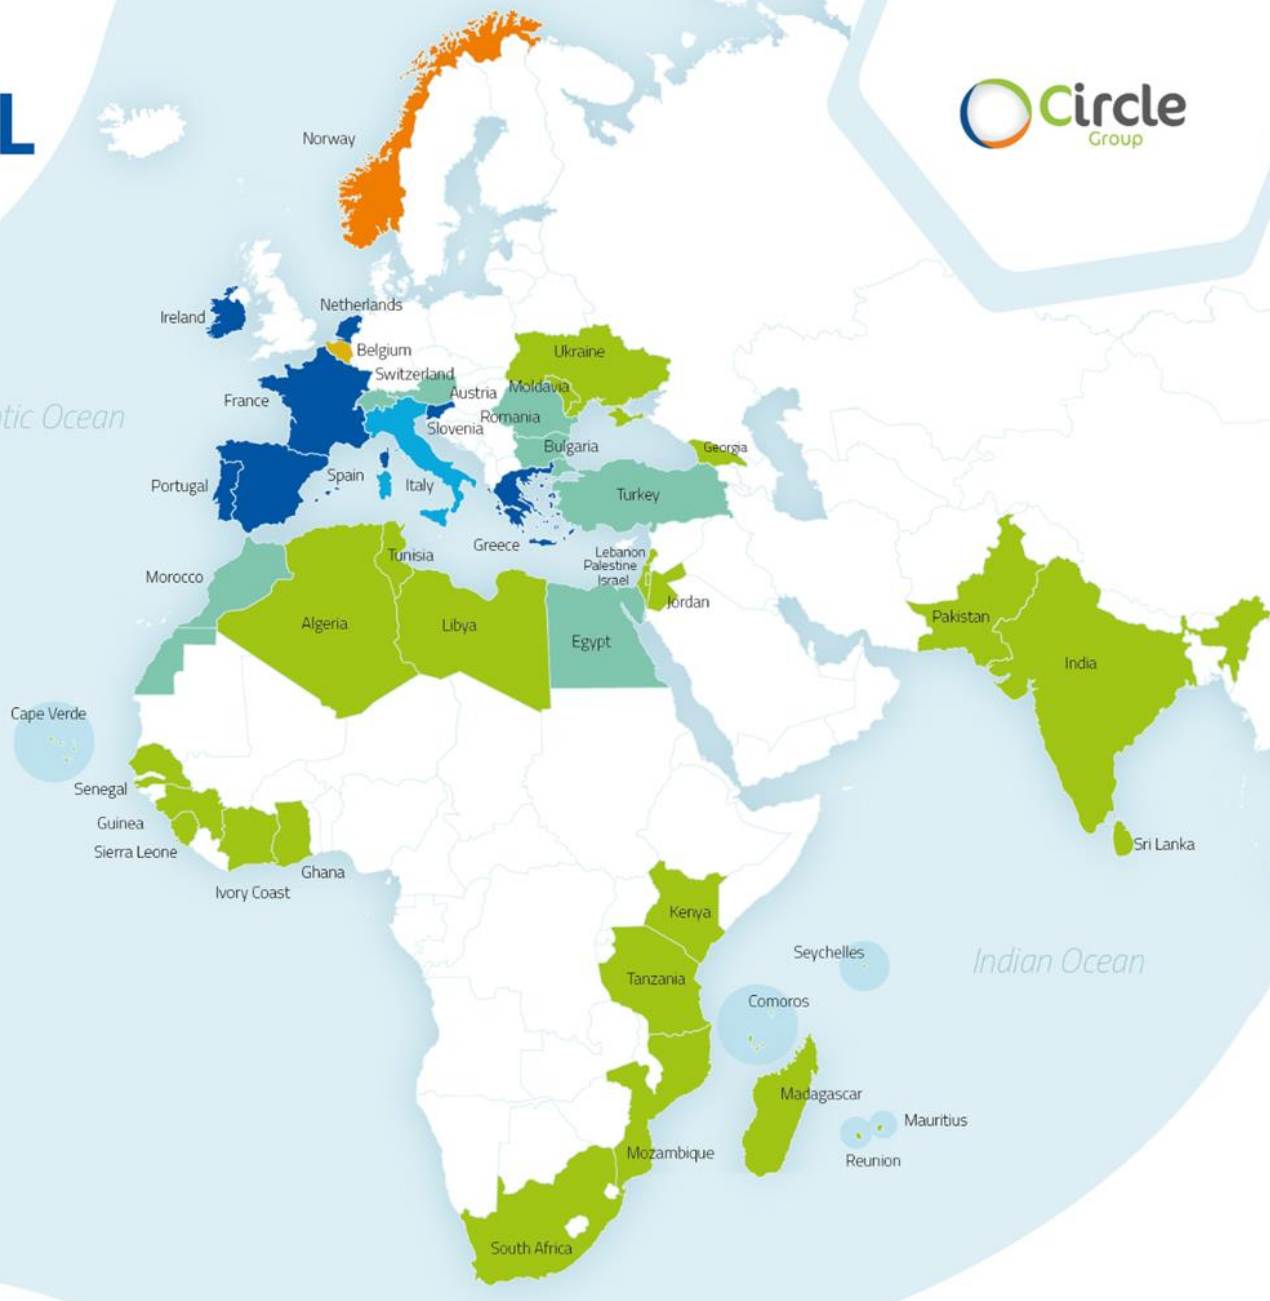 L
Circle
Group
Norway
Ireland
Netherlands
Belgium
Switzerland
Ukraine
France
Austria
Moldavia
Romania
Slovenia
Bulgaria
Georgia
tic Ocean
Portugal
Spain
Italy
Turkey
Greece
Lebanon
Palestine
Israel
Tunisia
Morocco
Jordan
Algeria
Libya
Egypt
Pakistan
India
Cape Verde
Senegal
Guinea
Sierra Leone
Ghana
Ivory Coast
Sri Lanka
Kenya
Seychelles
Indian Ocean
Tanzania
Comoros
Madagascar
Mauritius
Mozambique
Reunion
South Africa